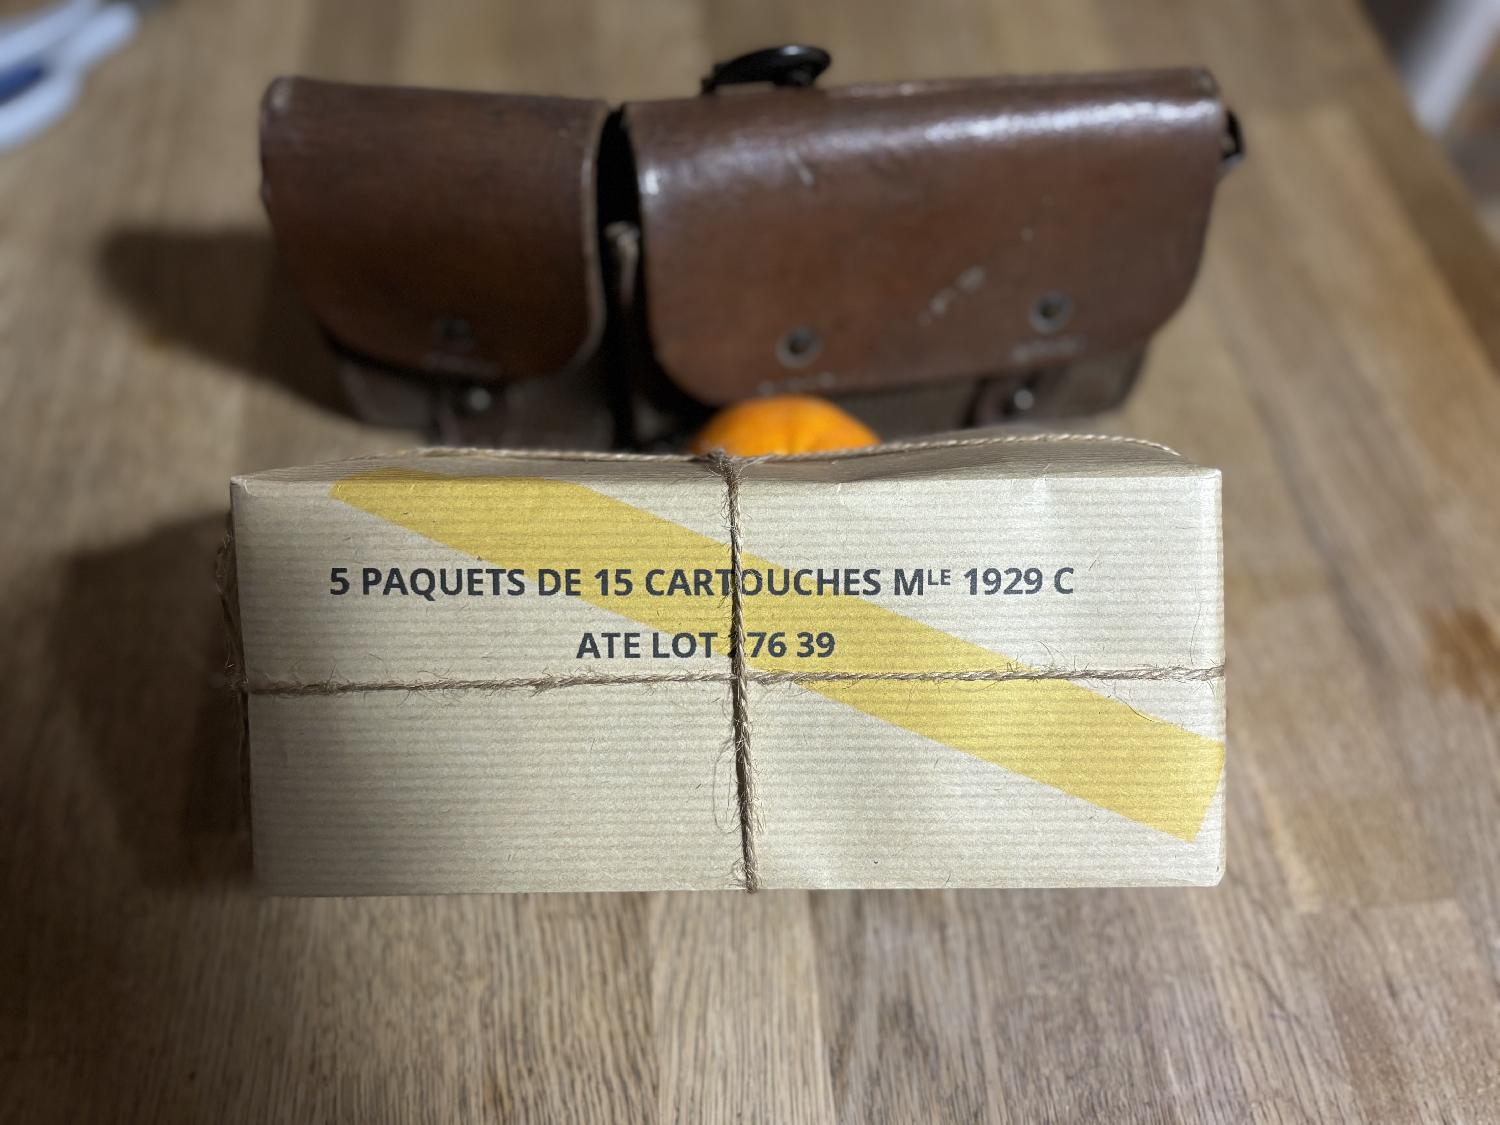 5 PAQUETS DE 15 CARTOUCHES Mᴸᴱ 1929 C
ATE LOT 39